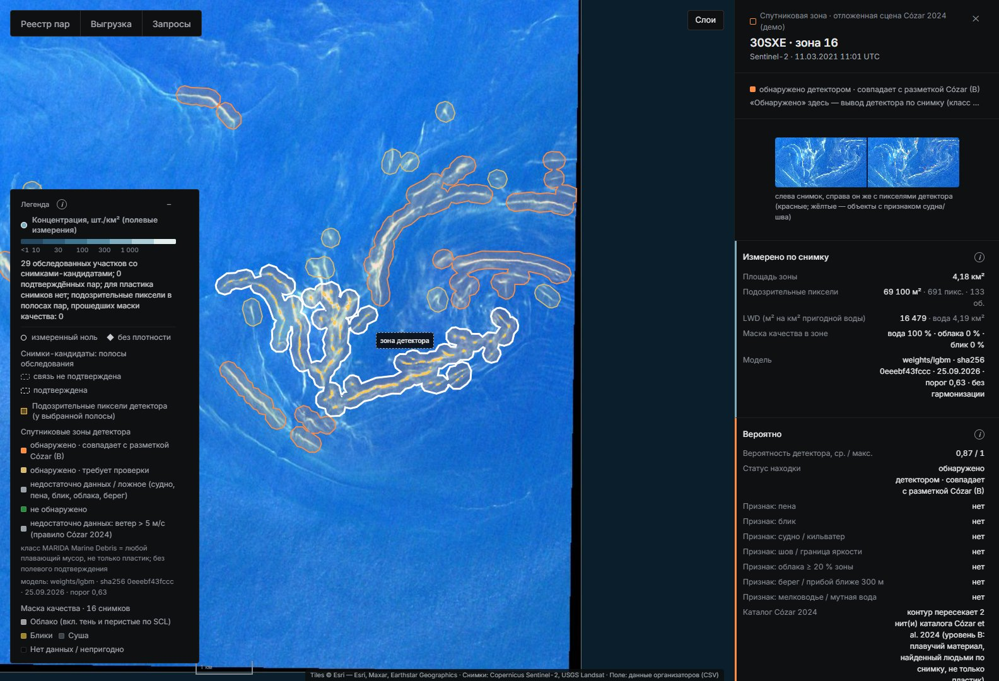 Реестр пар
Выгрузка
Запросы
Слои
Легенда i –
Концентрация, шт./км² (полевые
измерения)
<1 10 30 100 300 1 000
29 обследованных участков со
снимками-кандидатами; 0
подтверждённых пар; для пластика
снимков нет; подозрительные пиксели в
полосах пар, прошедших маски
качества: 0
измеренный ноль
без плотности
Снимки-кандидаты: полосы
обследования
связь не подтверждена
подтверждена
Подозрительные пиксели детектора
(у выбранной полосы)
Спутниковые зоны детектора
обнаружено · совпадает с разметкой
Cózar (B)
обнаружено · требует проверки
недостаточно данных / ложное (судно,
пена, блик, облака, берег)
не обнаружено
недостаточно данных: ветер > 5 м/с
(правило Cózar 2024)
класс MARIDA Marine Debris = любой
плавающий мусор, не только пластик; без
полевого подтверждения
модель: weights/lgbm · sha256 0eeebf43fccc
· 25.09.2026 · порог 0,63
Маска качества · 16 снимков
Облако (вкл. тень и перистые по SCL)
Блики
Суша
Нет данных / непригодно
зона детектора
1 км
Tiles © Esri — Esri, Maxar, Earthstar Geographics · Снимки: Copernicus Sentinel-2, USGS Landsat · Поле: данные организаторов (CSV)
Спутниковая зона · отложенная сцена Cózar 2024
(демо)
30SXE · зона 16
Sentinel-2 · 11.03.2021 11:01 UTC
обнаружено детектором · совпадает с разметкой Cózar (B)
«Обнаружено» здесь — вывод детектора по снимку (класс ...
слева снимок, справа он же с пикселями детектора
(красные; жёлтые — объекты с признаком судна/
шва)
Измерено по снимку i
Площадь зоны 4,18 км²
Подозрительные пиксели 69 100 м² · 691 пикс. · 133
об.
LWD (м² на км² пригодной воды) 16 479 · вода 4,19 км²
Маска качества в зоне вода 100 % · облака 0 % ·
блик 0 %
Модель weights/lgbm · sha256
0eeebf43fccc · 25.09.2026 ·
порог 0,63 · без
гармонизации
Вероятно i
Вероятность детектора, ср. / макс. 0,87 / 1
Статус находки обнаружено
детектором · совпадает
с разметкой Cózar (B)
Признак: пена нет
Признак: блик нет
Признак: судно / кильватер нет
Признак: шов / граница яркости нет
Признак: облака ≥ 20 % зоны нет
Признак: берег / прибой ближе 300 м нет
Признак: мелководье / мутная вода нет
Каталог Cózar 2024 контур пересекает 2
нит(и) каталога Cózar et
al. 2024 (уровень B:
плавучий материал,
найденный людьми по
снимку, не только
пластик)